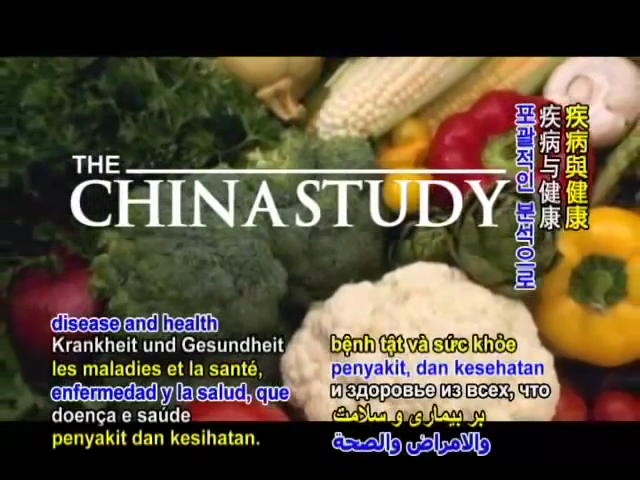 THE
CHINA STUDY
疾病與健康
疾病与健康
포괄적인 분석으로
disease and health
Krankheit und Gesundheit
les maladies et la santé,
enfermedad y la salud, que
doença e saúde
penyakit dan kesihatan.
bệnh tật và sức khỏe
penyakit, dan kesehatan
и здоровье из всех, что
بر بیماری و سلامت
والامراض والصحة